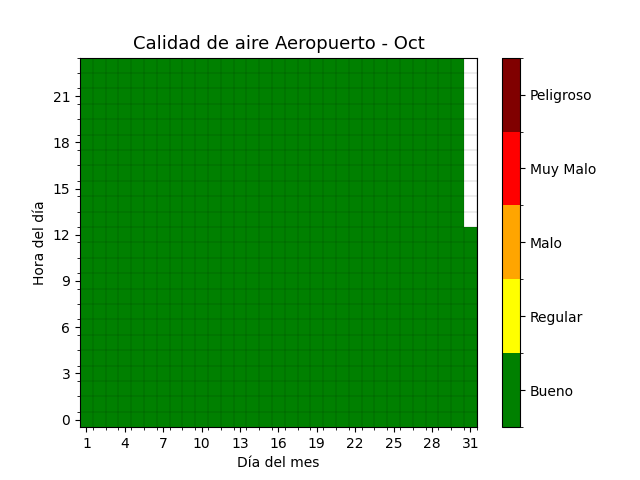 Calidad de aire Aeropuerto - Oct
Hora del día
21
18
15
12
9
6
3
0
1 4 7 10 13 16 19 22 25 28 31
Día del mes
Peligroso
Muy Malo
Malo
Regular
Bueno